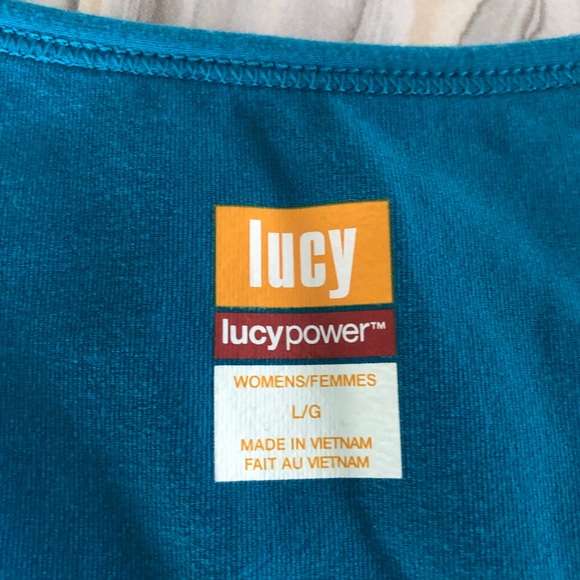 lucy
lucypower™
WOMENS/FEMMES
L/G
MADE IN VIETNAM
FAIT AU VIETNAM